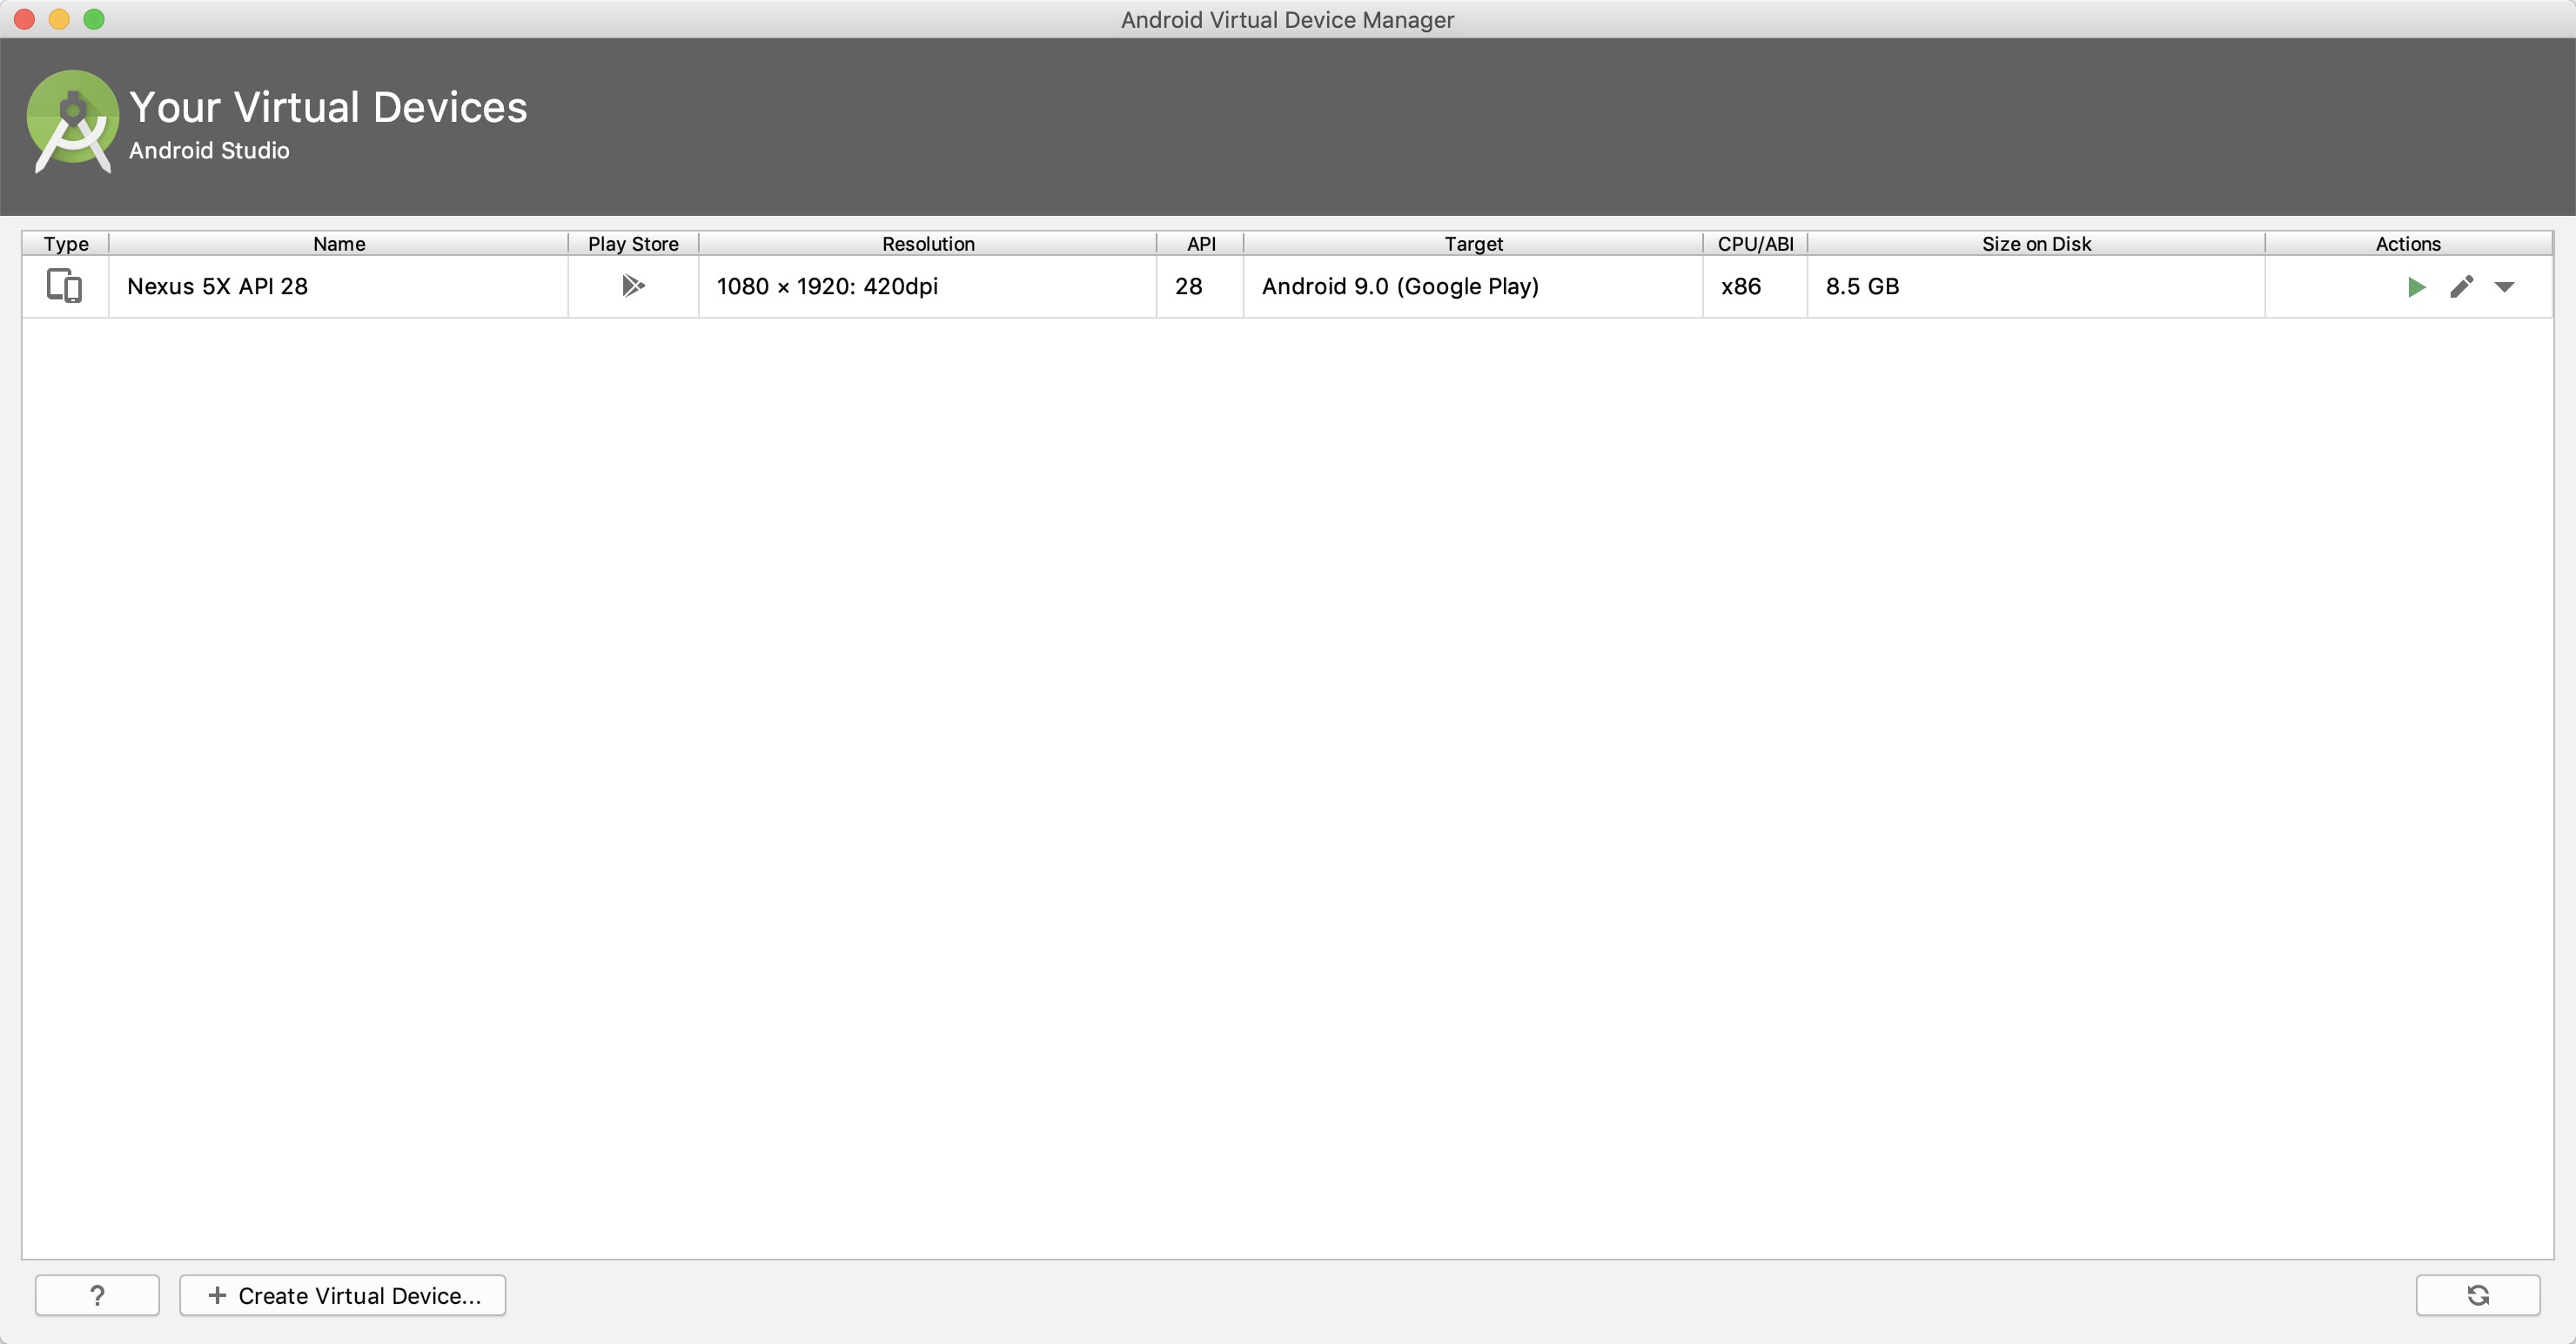 Android Virtual Device Manager
Your Virtual Devices
Android Studio
Type Name Play Store Resolution API Target CPU/ABI Size on Disk Actions
Nexus 5X API 28 1080 × 1920: 420dpi 28 Android 9.0 (Google Play) x86 8.5 GB
? + Create Virtual Device...